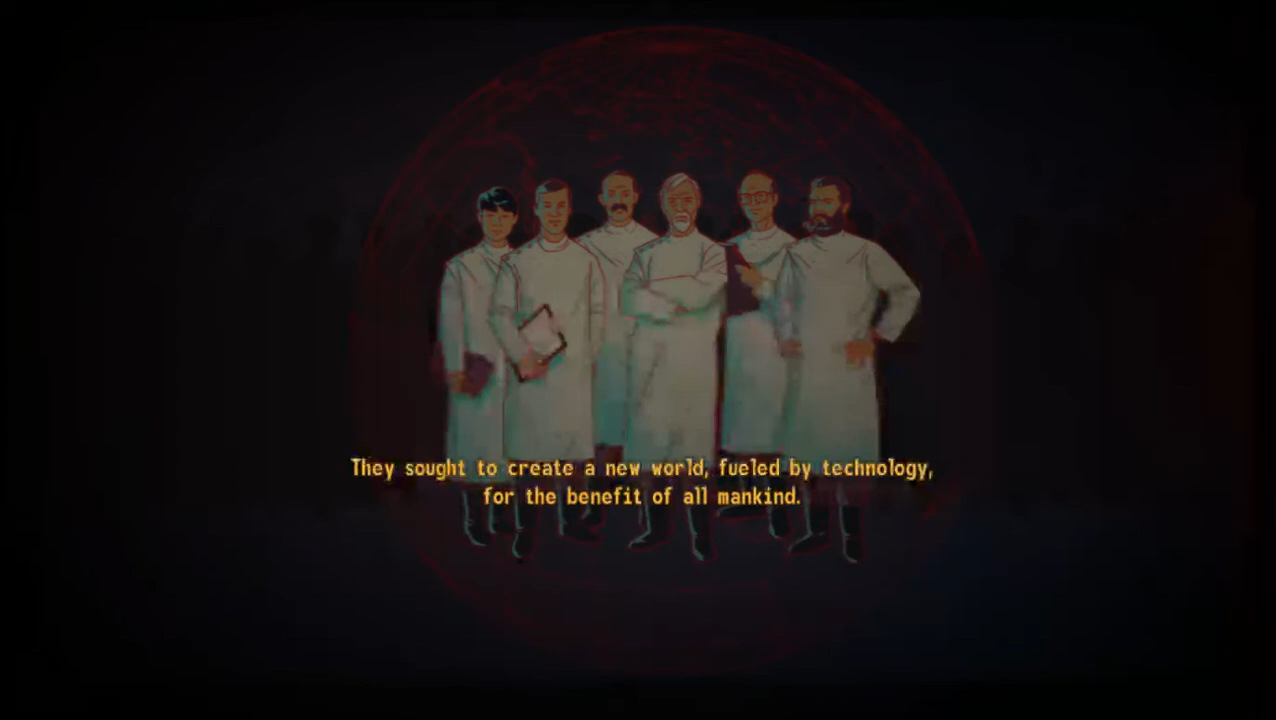 They sought to create a new world, fueled by technology,
for the benefit of all mankind.